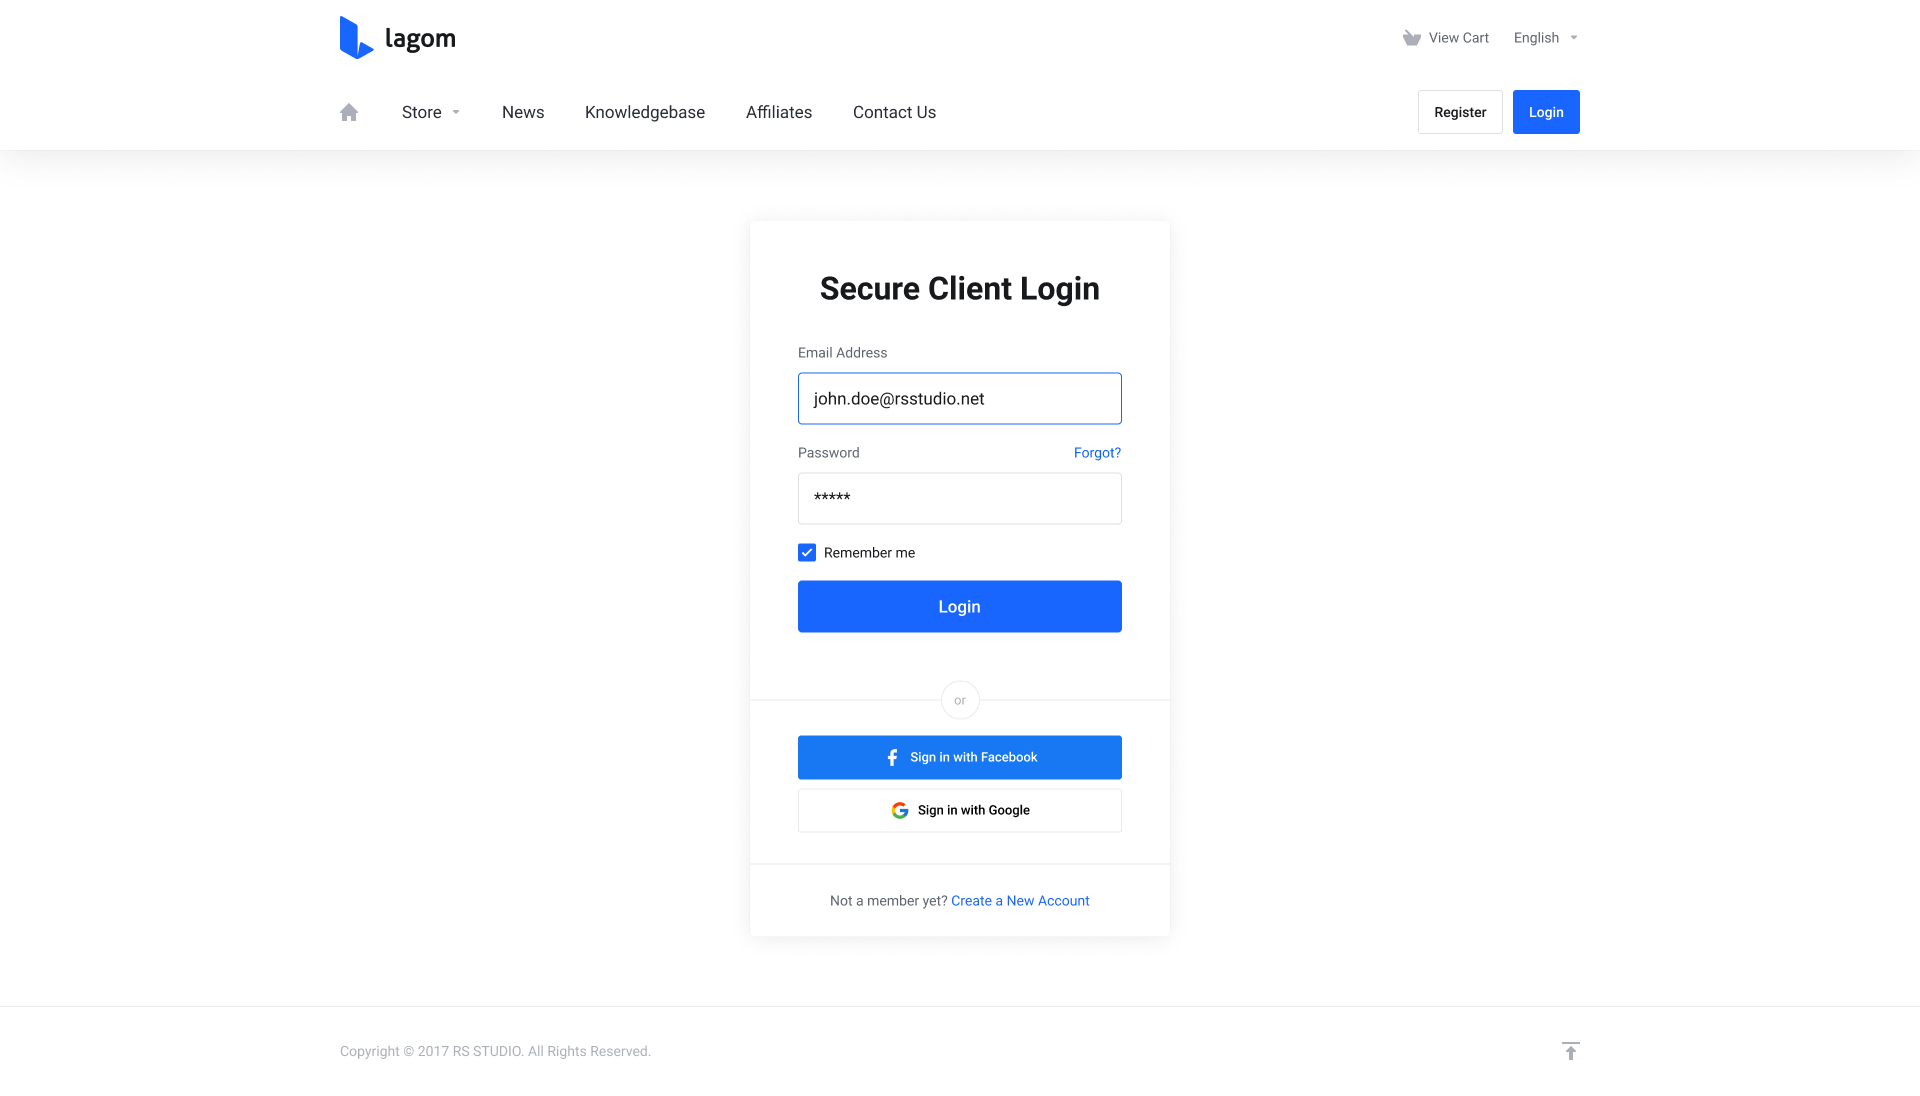 lagom
View Cart English
Store News Knowledgebase Affiliates Contact Us Register Login
Secure Client Login
Email Address
john.doe@rsstudio.net
Password Forgot?
*****
Remember me
Login
or
Sign in with Facebook
Sign in with Google
Not a member yet? Create a New Account
Copyright © 2017 RS STUDIO. All Rights Reserved.